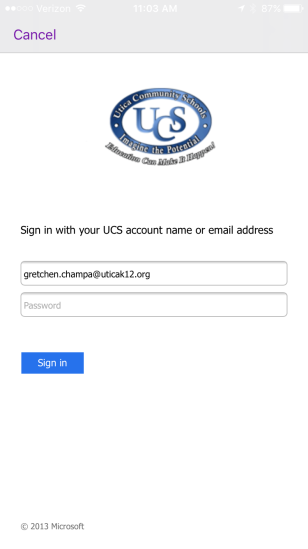 Verizon 11:03 AM 87%
Cancel
Utica Community Schools
UCS
Imagine the Potential
Education Can Make It Happen!
Sign in with your UCS account name or email address
gretchen.champa@uticak12.org
Password
Sign in
© 2013 Microsoft